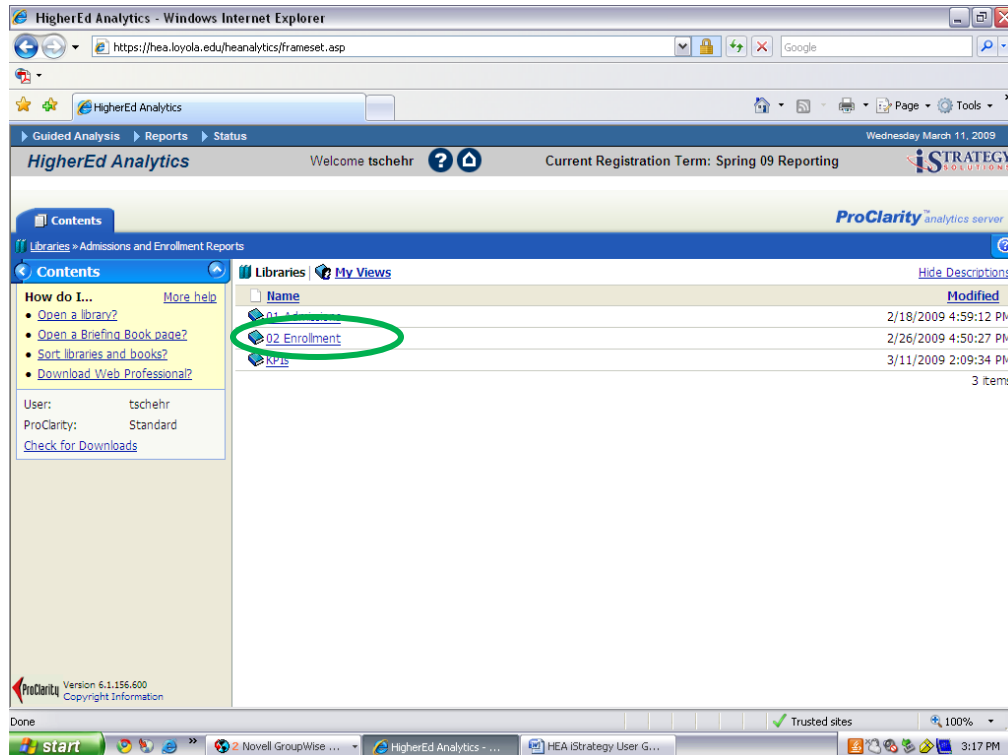 HigherEd Analytics - Windows Internet Explorer
https://hea.loyola.edu/heanalytics/frameset.asp
Google
HigherEd Analytics
Page
Tools
Guided Analysis
Reports
Status
Wednesday March 11, 2009
HigherEd Analytics
Welcome tschehr
Current Registration Term: Spring 09 Reporting
iSTRATEGY
SOLUTIONS
Contents
ProClarity™ analytics server
Libraries » Admissions and Enrollment Reports
Contents
Libraries | My Views
Hide Descriptions
How do I... More help
Name Modified
• Open a library?
01 Admissions 2/18/2009 4:59:12 PM
• Open a Briefing Book page?
02 Enrollment 2/26/2009 4:50:27 PM
• Sort libraries and books?
KPIs 3/11/2009 2:09:34 PM
• Download Web Professional?
3 items
User: tschehr
ProClarity: Standard
Check for Downloads
ProClarity
Version 6.1.156.600
Copyright Information
Done
Trusted sites
100%
start
2 Novell GroupWise ...
HigherEd Analytics - ...
HEA iStrategy User G...
3:17 PM